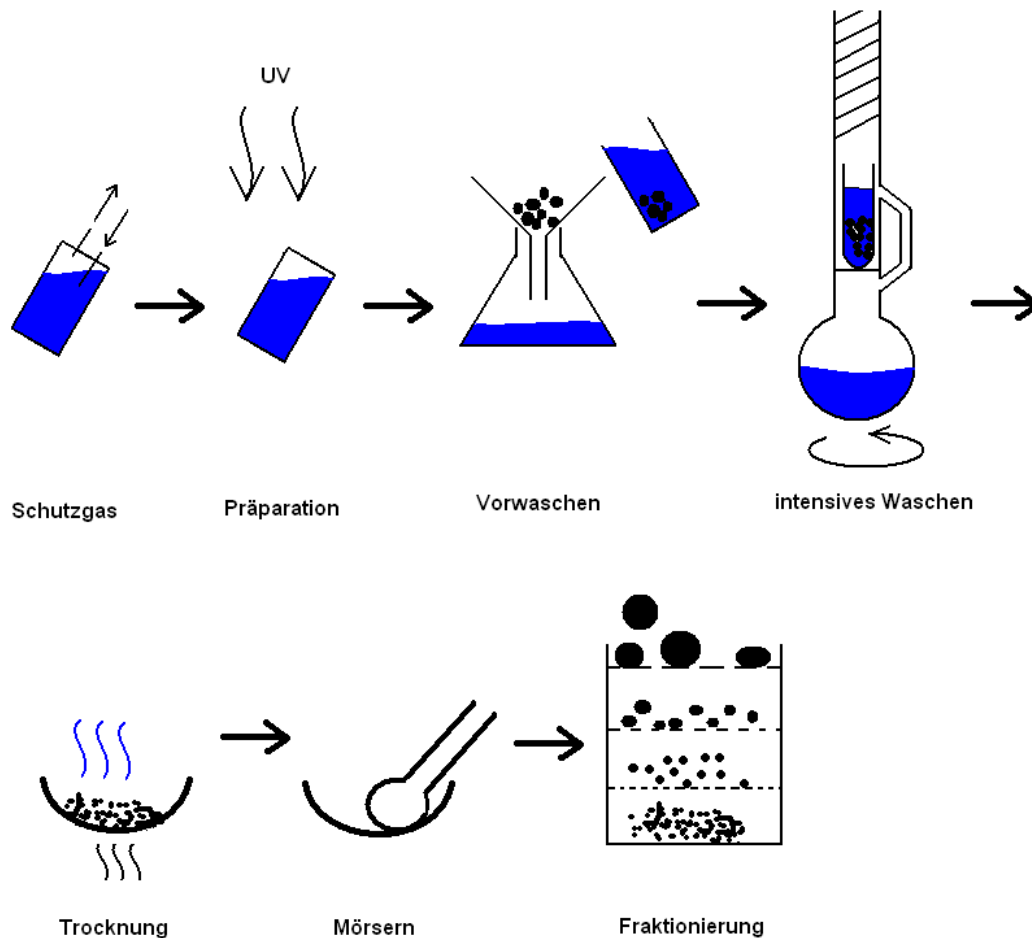 UV
Schutzgas
Präparation
Vorwaschen
intensives Waschen
Trocknung
Mörsern
Fraktionierung